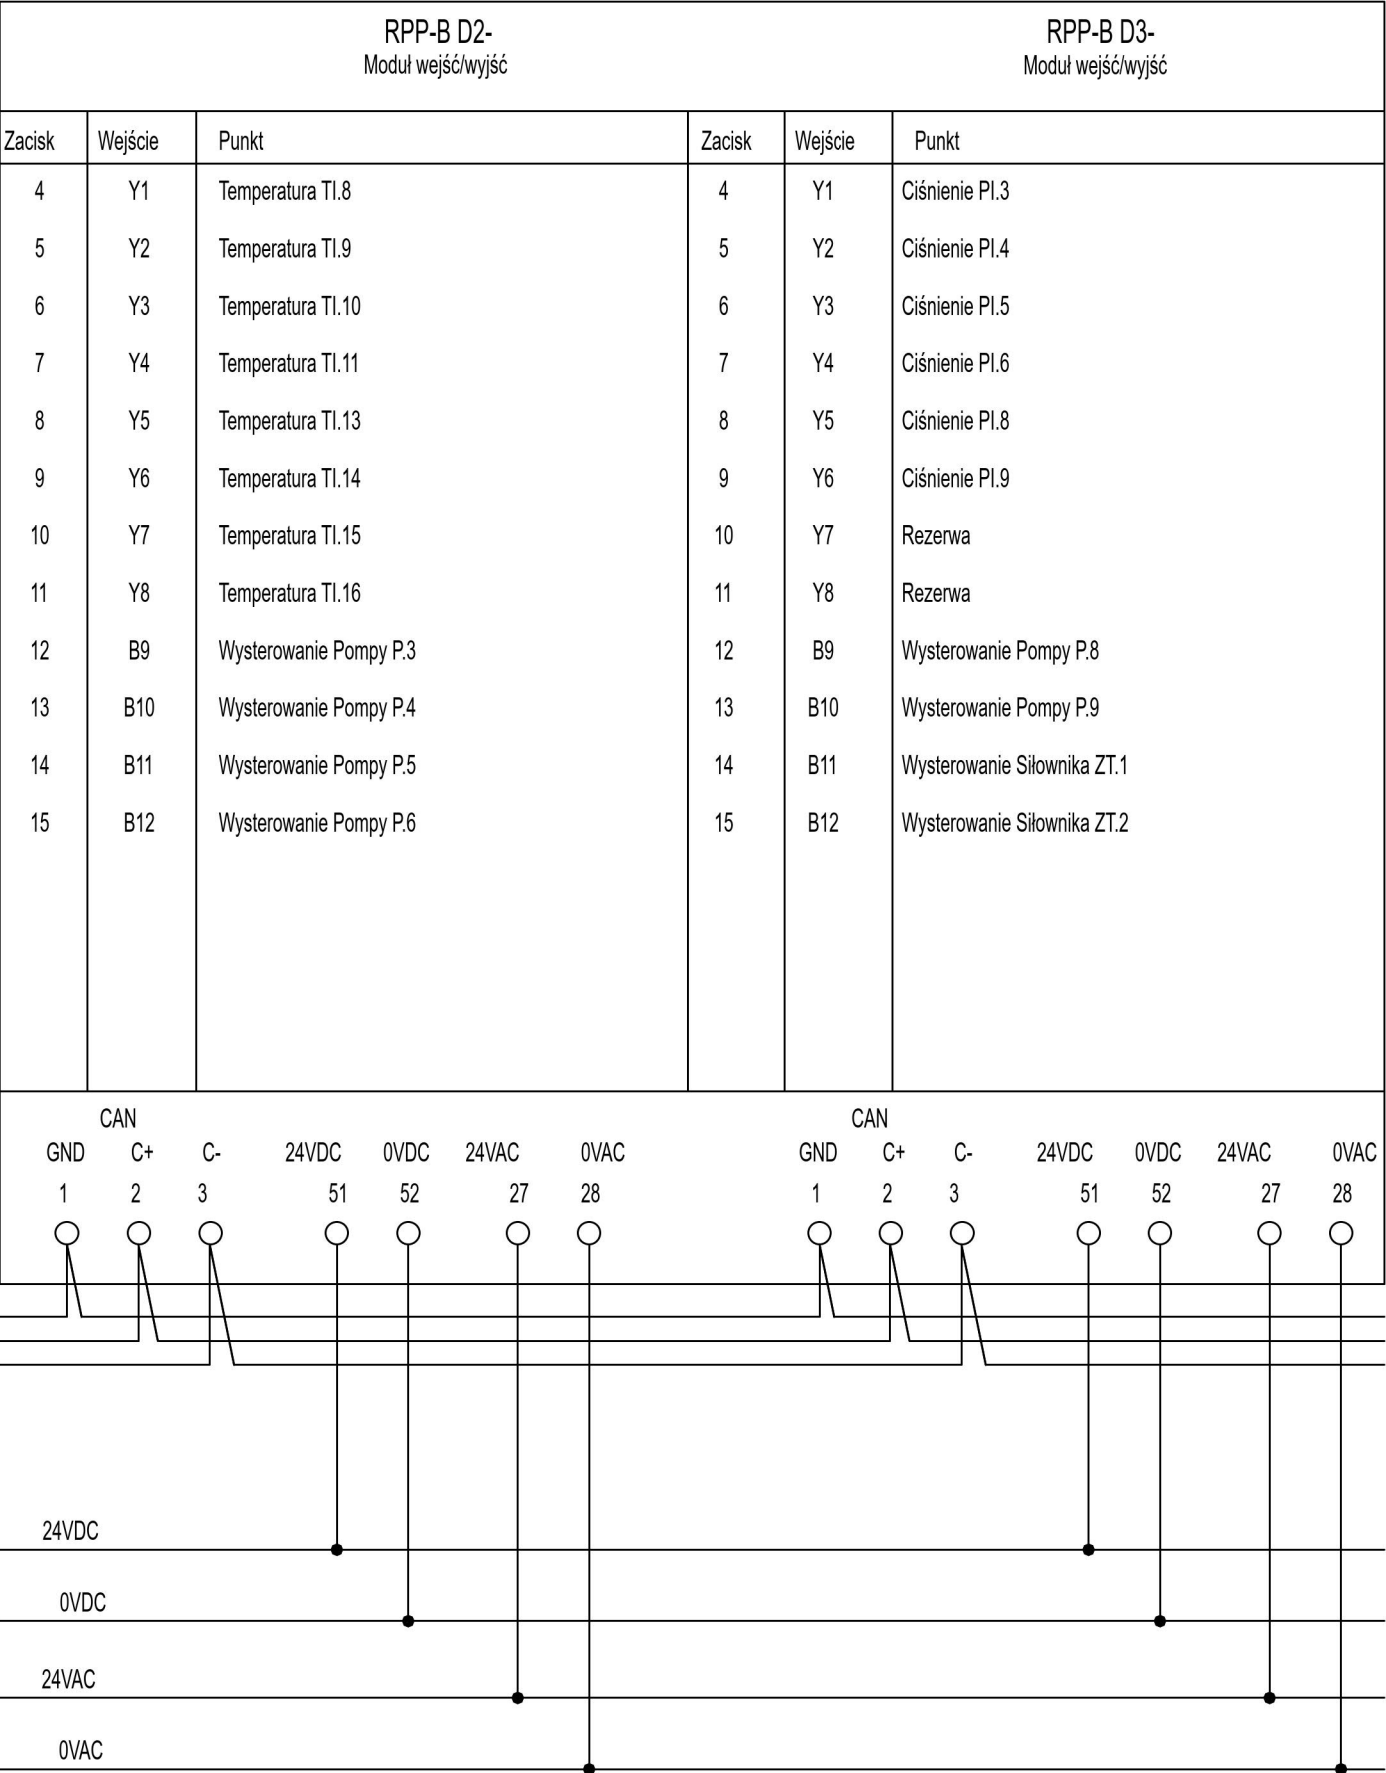 RPP-B D2-
Moduł wejść/wyjść
RPP-B D3-
Moduł wejść/wyjść
Zacisk Wejście Punkt Zacisk Wejście Punkt
4 Y1 Temperatura TI.8 4 Y1 Ciśnienie PI.3
5 Y2 Temperatura TI.9 5 Y2 Ciśnienie PI.4
6 Y3 Temperatura TI.10 6 Y3 Ciśnienie PI.5
7 Y4 Temperatura TI.11 7 Y4 Ciśnienie PI.6
8 Y5 Temperatura TI.13 8 Y5 Ciśnienie PI.8
9 Y6 Temperatura TI.14 9 Y6 Ciśnienie PI.9
10 Y7 Temperatura TI.15 10 Y7 Rezerwa
11 Y8 Temperatura TI.16 11 Y8 Rezerwa
12 B9 Wysterowanie Pompy P.3 12 B9 Wysterowanie Pompy P.8
13 B10 Wysterowanie Pompy P.4 13 B10 Wysterowanie Pompy P.9
14 B11 Wysterowanie Pompy P.5 14 B11 Wysterowanie Siłownika ZT.1
15 B12 Wysterowanie Pompy P.6 15 B12 Wysterowanie Siłownika ZT.2
CAN CAN
GND C+ C- 24VDC 0VDC 24VAC 0VAC GND C+ C- 24VDC 0VDC 24VAC 0VAC
1 2 3 51 52 27 28 1 2 3 51 52 27 28
24VDC
0VDC
24VAC
0VAC